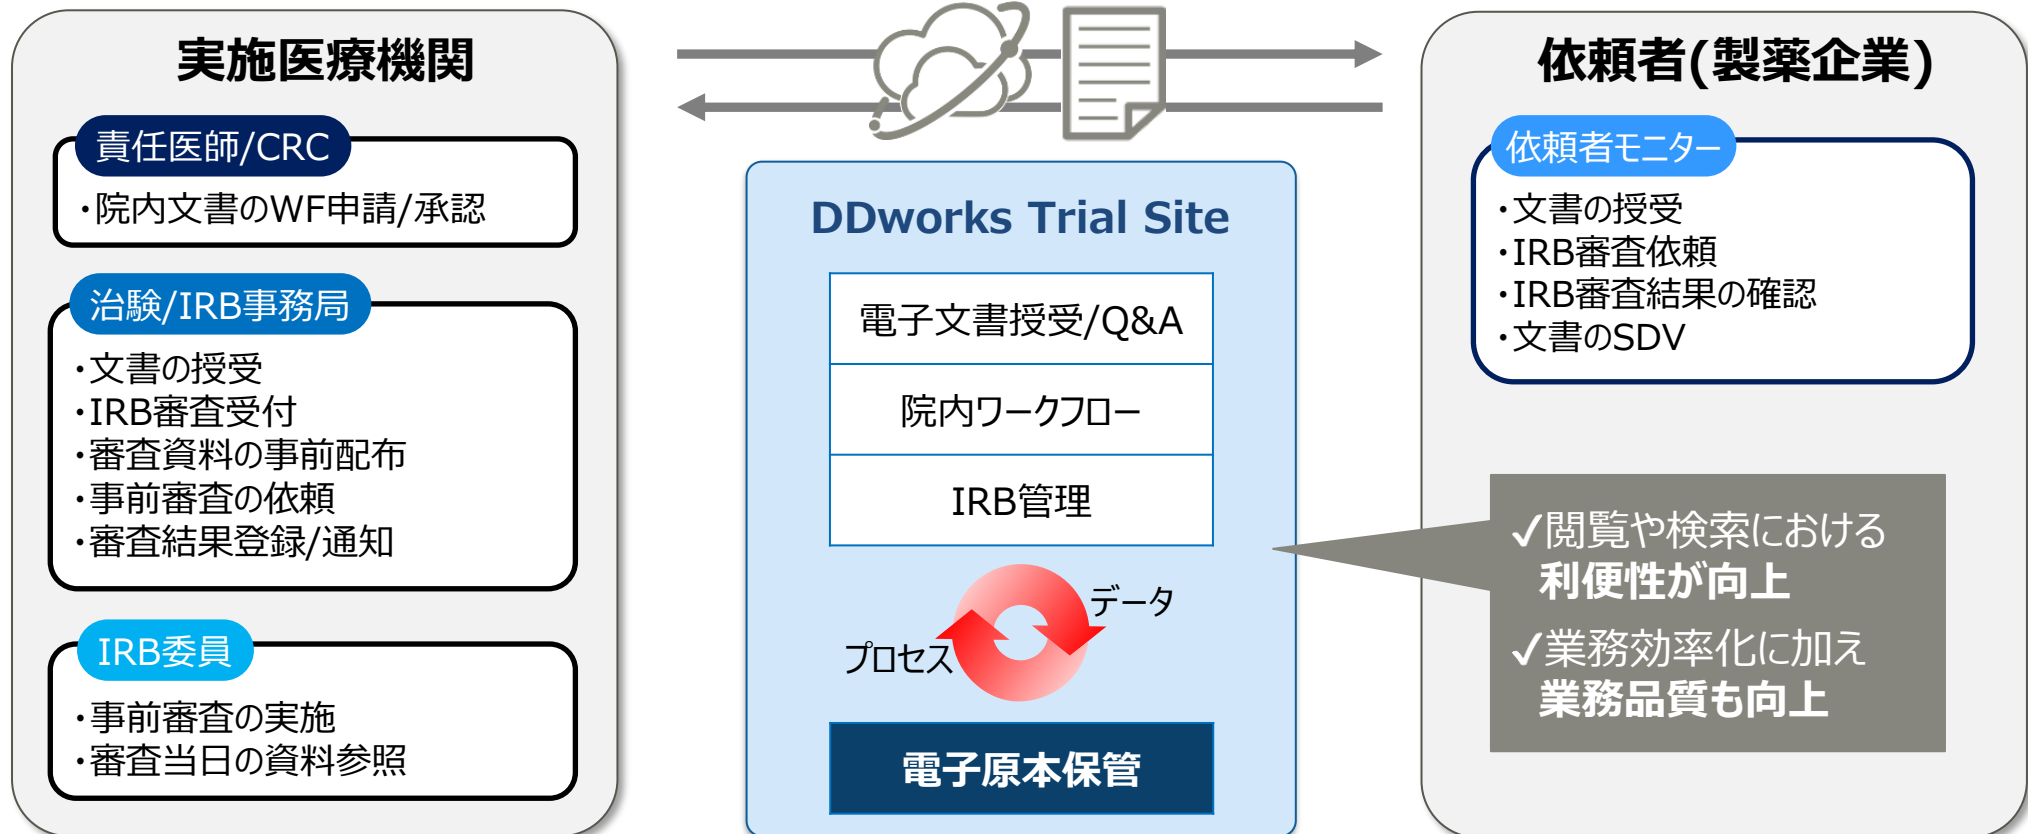 実施医療機関
責任医師/CRC
・院内文書のWF申請/承認
治験/IRB事務局
・文書の授受
・IRB審査受付
・審査資料の事前配布
・事前審査の依頼
・審査結果登録/通知
IRB委員
・事前審査の実施
・審査当日の資料参照
DDworks Trial Site
電子文書授受/Q&A
院内ワークフロー
IRB管理
データ
プロセス
電子原本保管
依頼者(製薬企業)
依頼者モニター
・文書の授受
・IRB審査依頼
・IRB審査結果の確認
・文書のSDV
✓閲覧や検索における
利便性が向上
✓業務効率化に加え
業務品質も向上